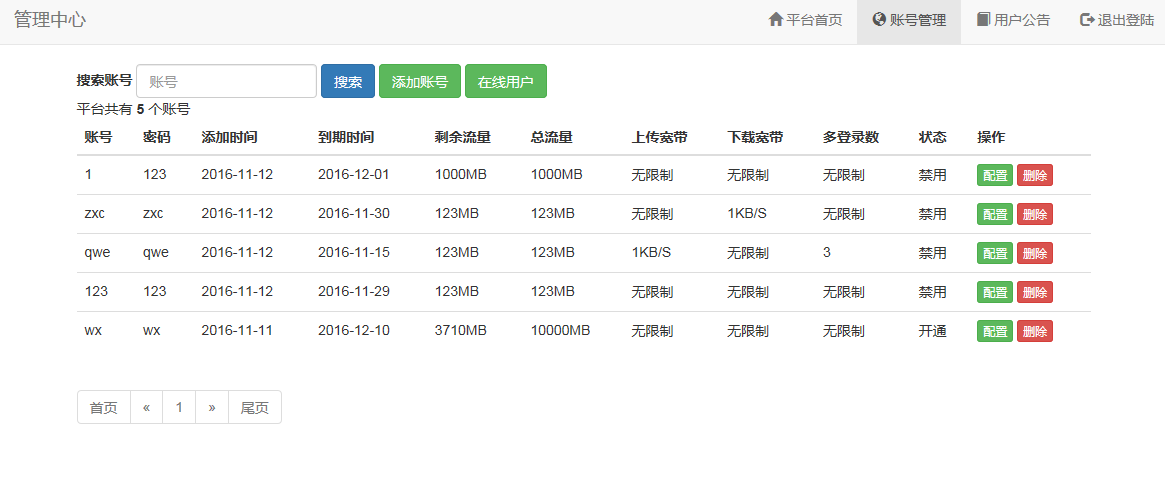 管理中心 平台首页 账号管理 用户公告 退出登陆
搜索账号 账号 搜索 添加账号 在线用户
平台共有 5 个账号
账号 密码 添加时间 到期时间 剩余流量 总流量 上传宽带 下载宽带 多登录数 状态 操作
1 123 2016-11-12 2016-12-01 1000MB 1000MB 无限制 无限制 无限制 禁用 配置 删除
zxc zxc 2016-11-12 2016-11-30 123MB 123MB 无限制 1KB/S 无限制 禁用 配置 删除
qwe qwe 2016-11-12 2016-11-15 123MB 123MB 1KB/S 无限制 3 禁用 配置 删除
123 123 2016-11-12 2016-11-29 123MB 123MB 无限制 无限制 无限制 禁用 配置 删除
wx wx 2016-11-11 2016-12-10 3710MB 10000MB 无限制 无限制 无限制 开通 配置 删除
首页 « 1 » 尾页